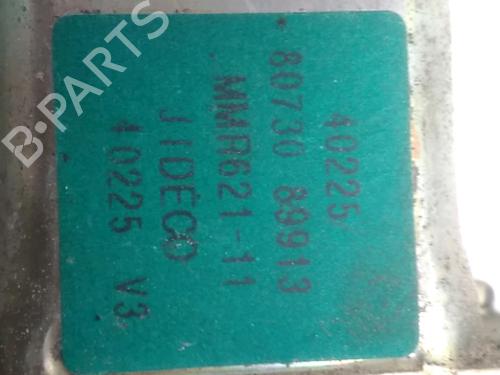 B-PARTS
40225/
80730 89913
MMR621-11
JIDECO
40225 V3